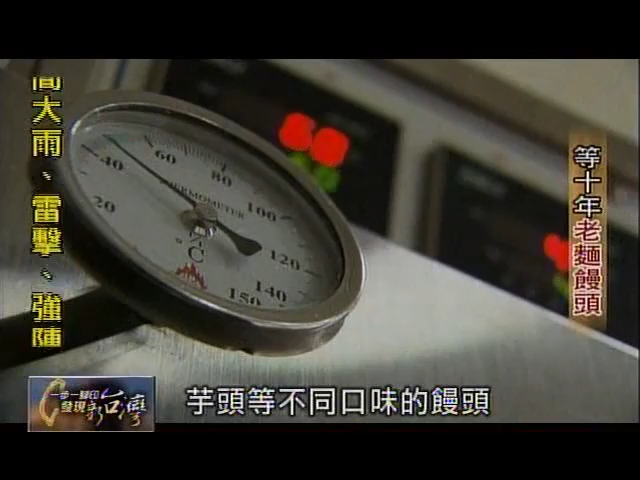 間大雨、雷擊、強陣
等十年老麵饅頭
20
40
60
80
100
120
140
150
THERMOMETER
°C
一步一腳印
發現新台灣
芋頭等不同口味的饅頭